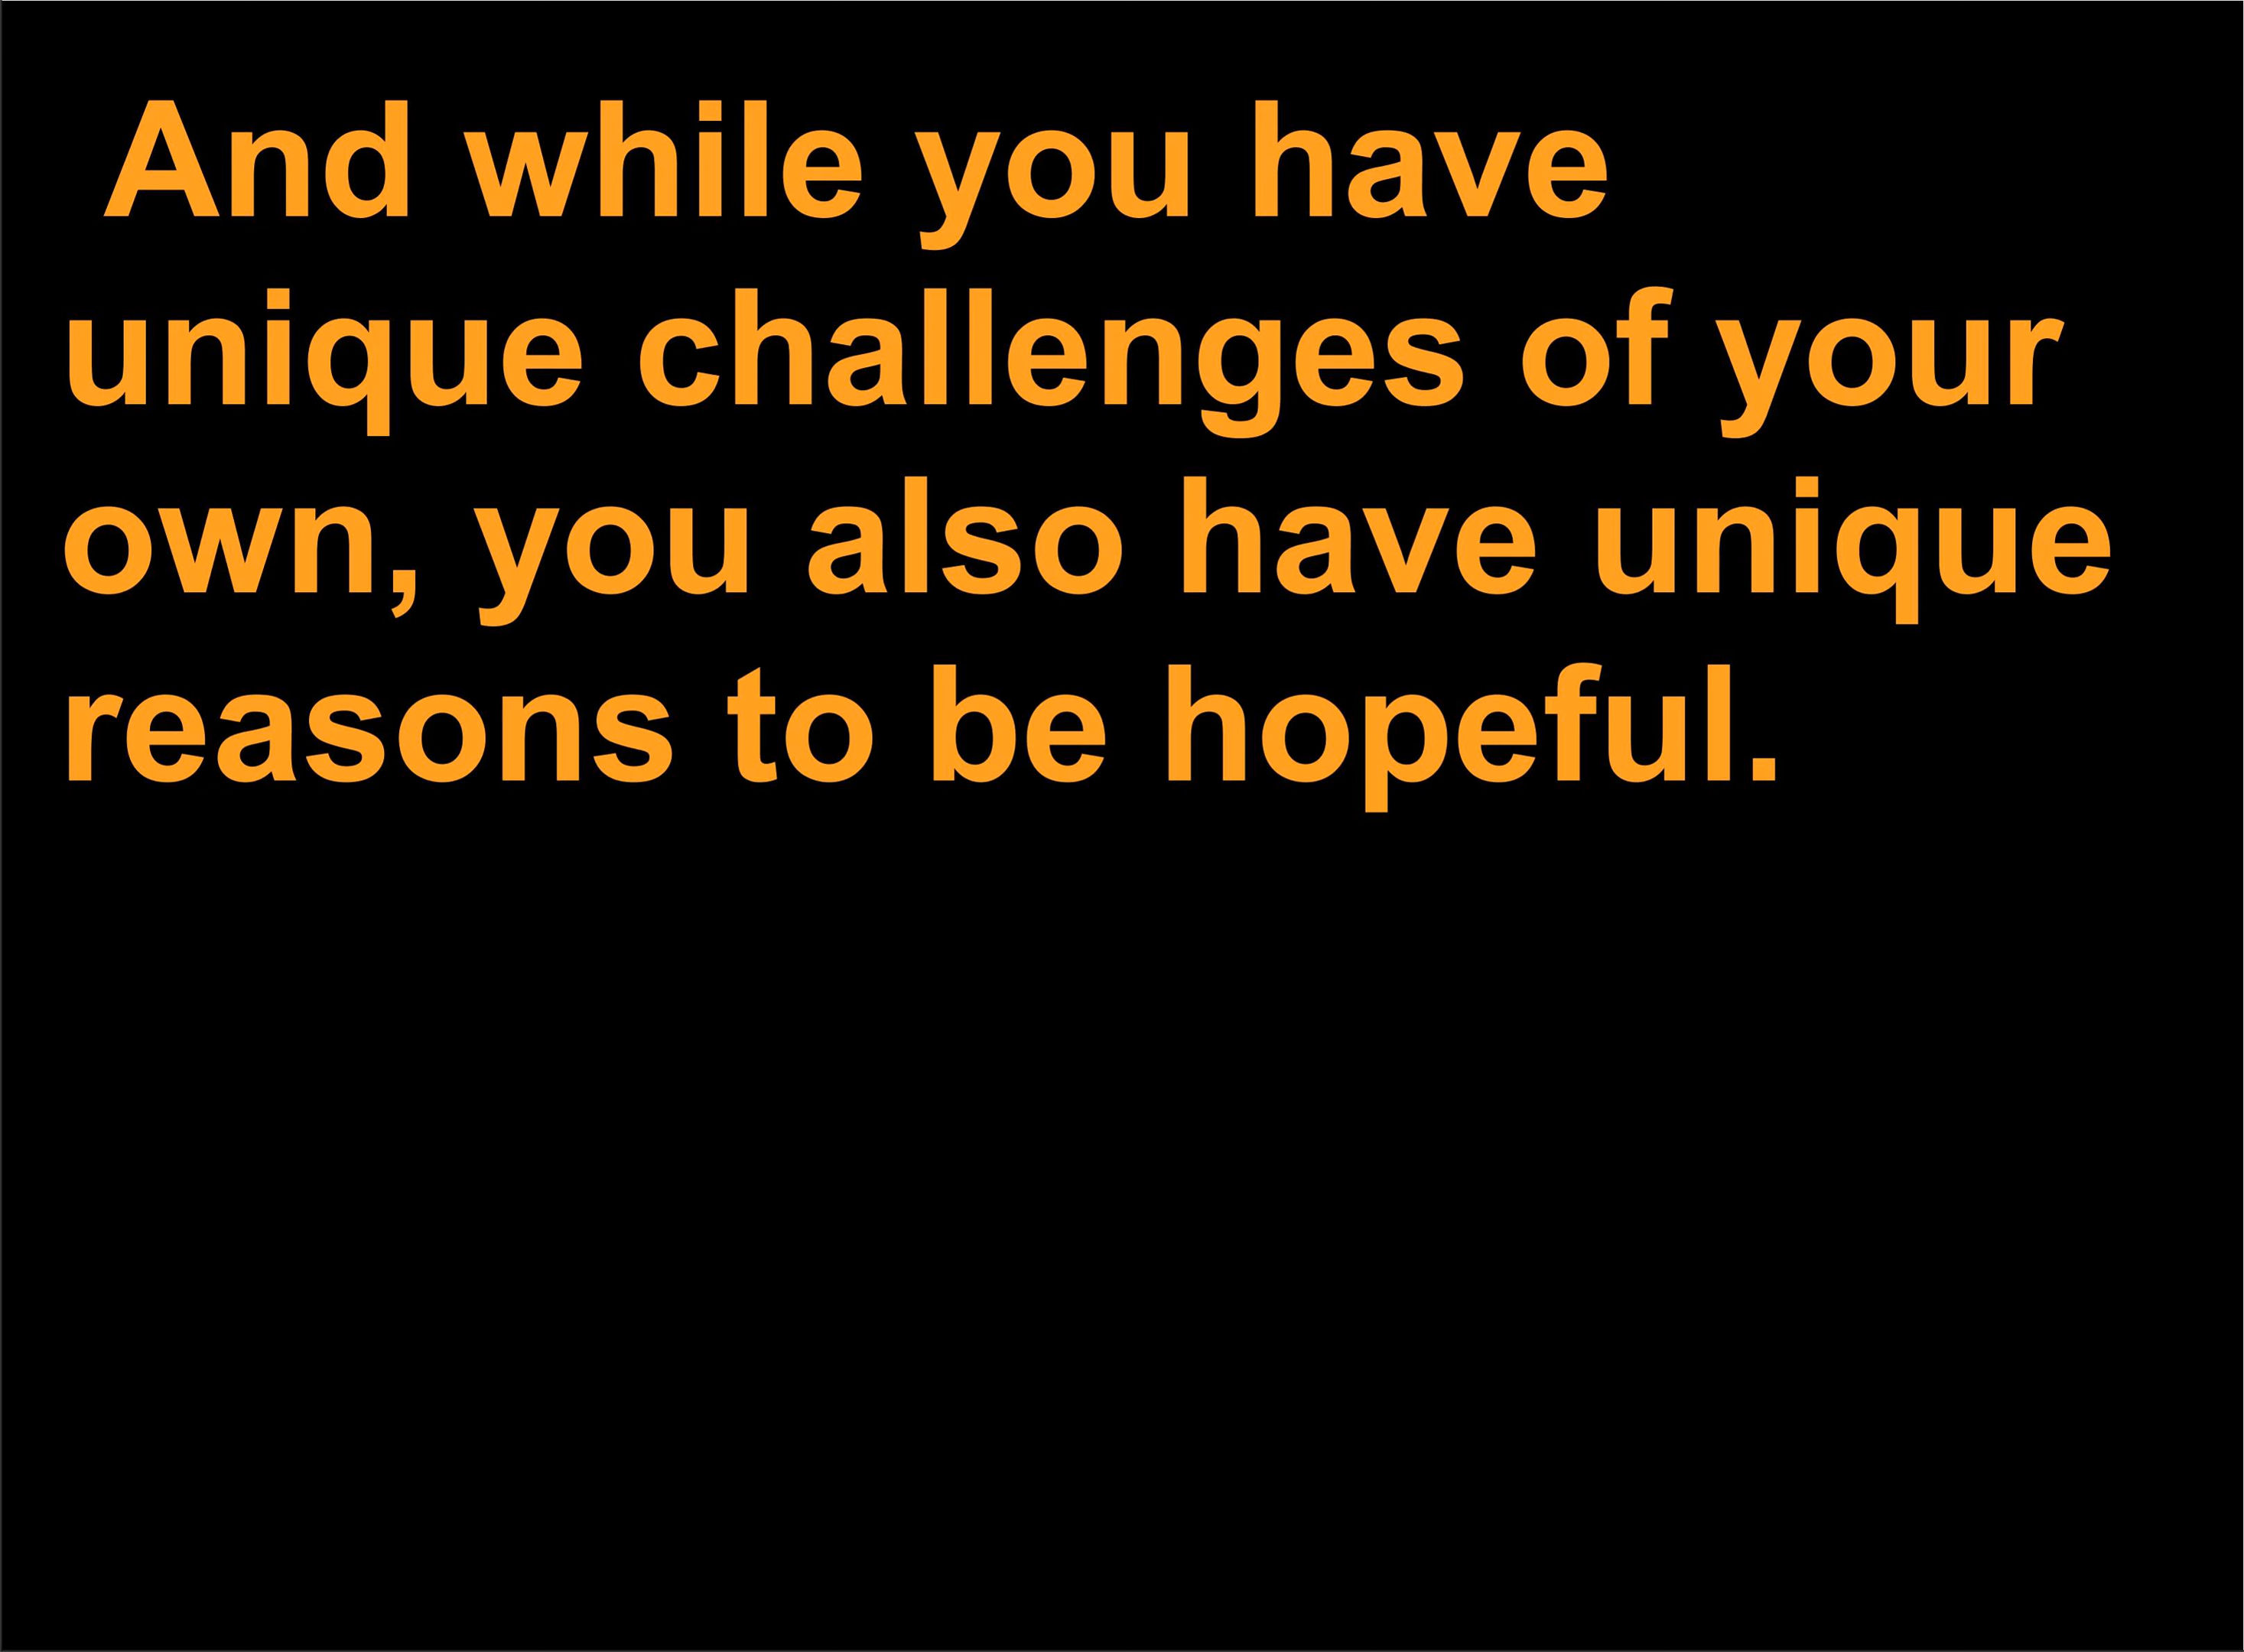 And while you have
unique challenges of your
own, you also have unique
reasons to be hopeful.